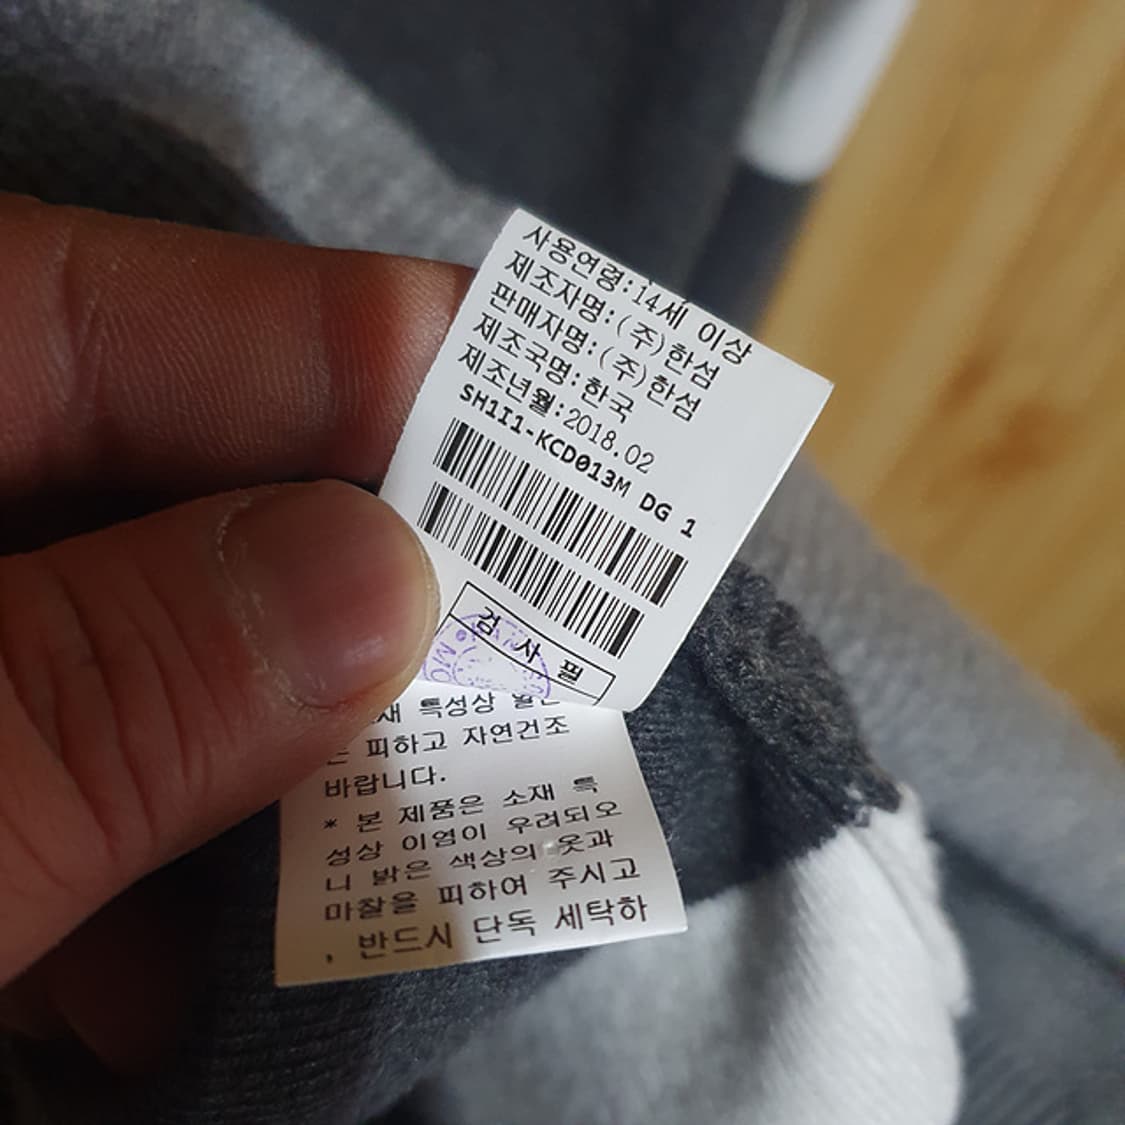 사용연령:14세 이상
제조자명:(주)한섬
판매자명:(주)한섬
제조국명:한국
제조년월:2018.02
SH1I1-KCD013M DG 1
검사필
특성상
피하고 자연건조
바랍니다.
* 본 제품은 소재 특
성상 이염이 우려되오
니 밝은 색상의 옷과
마찰을 피하여 주시고
, 반드시 단독 세탁하